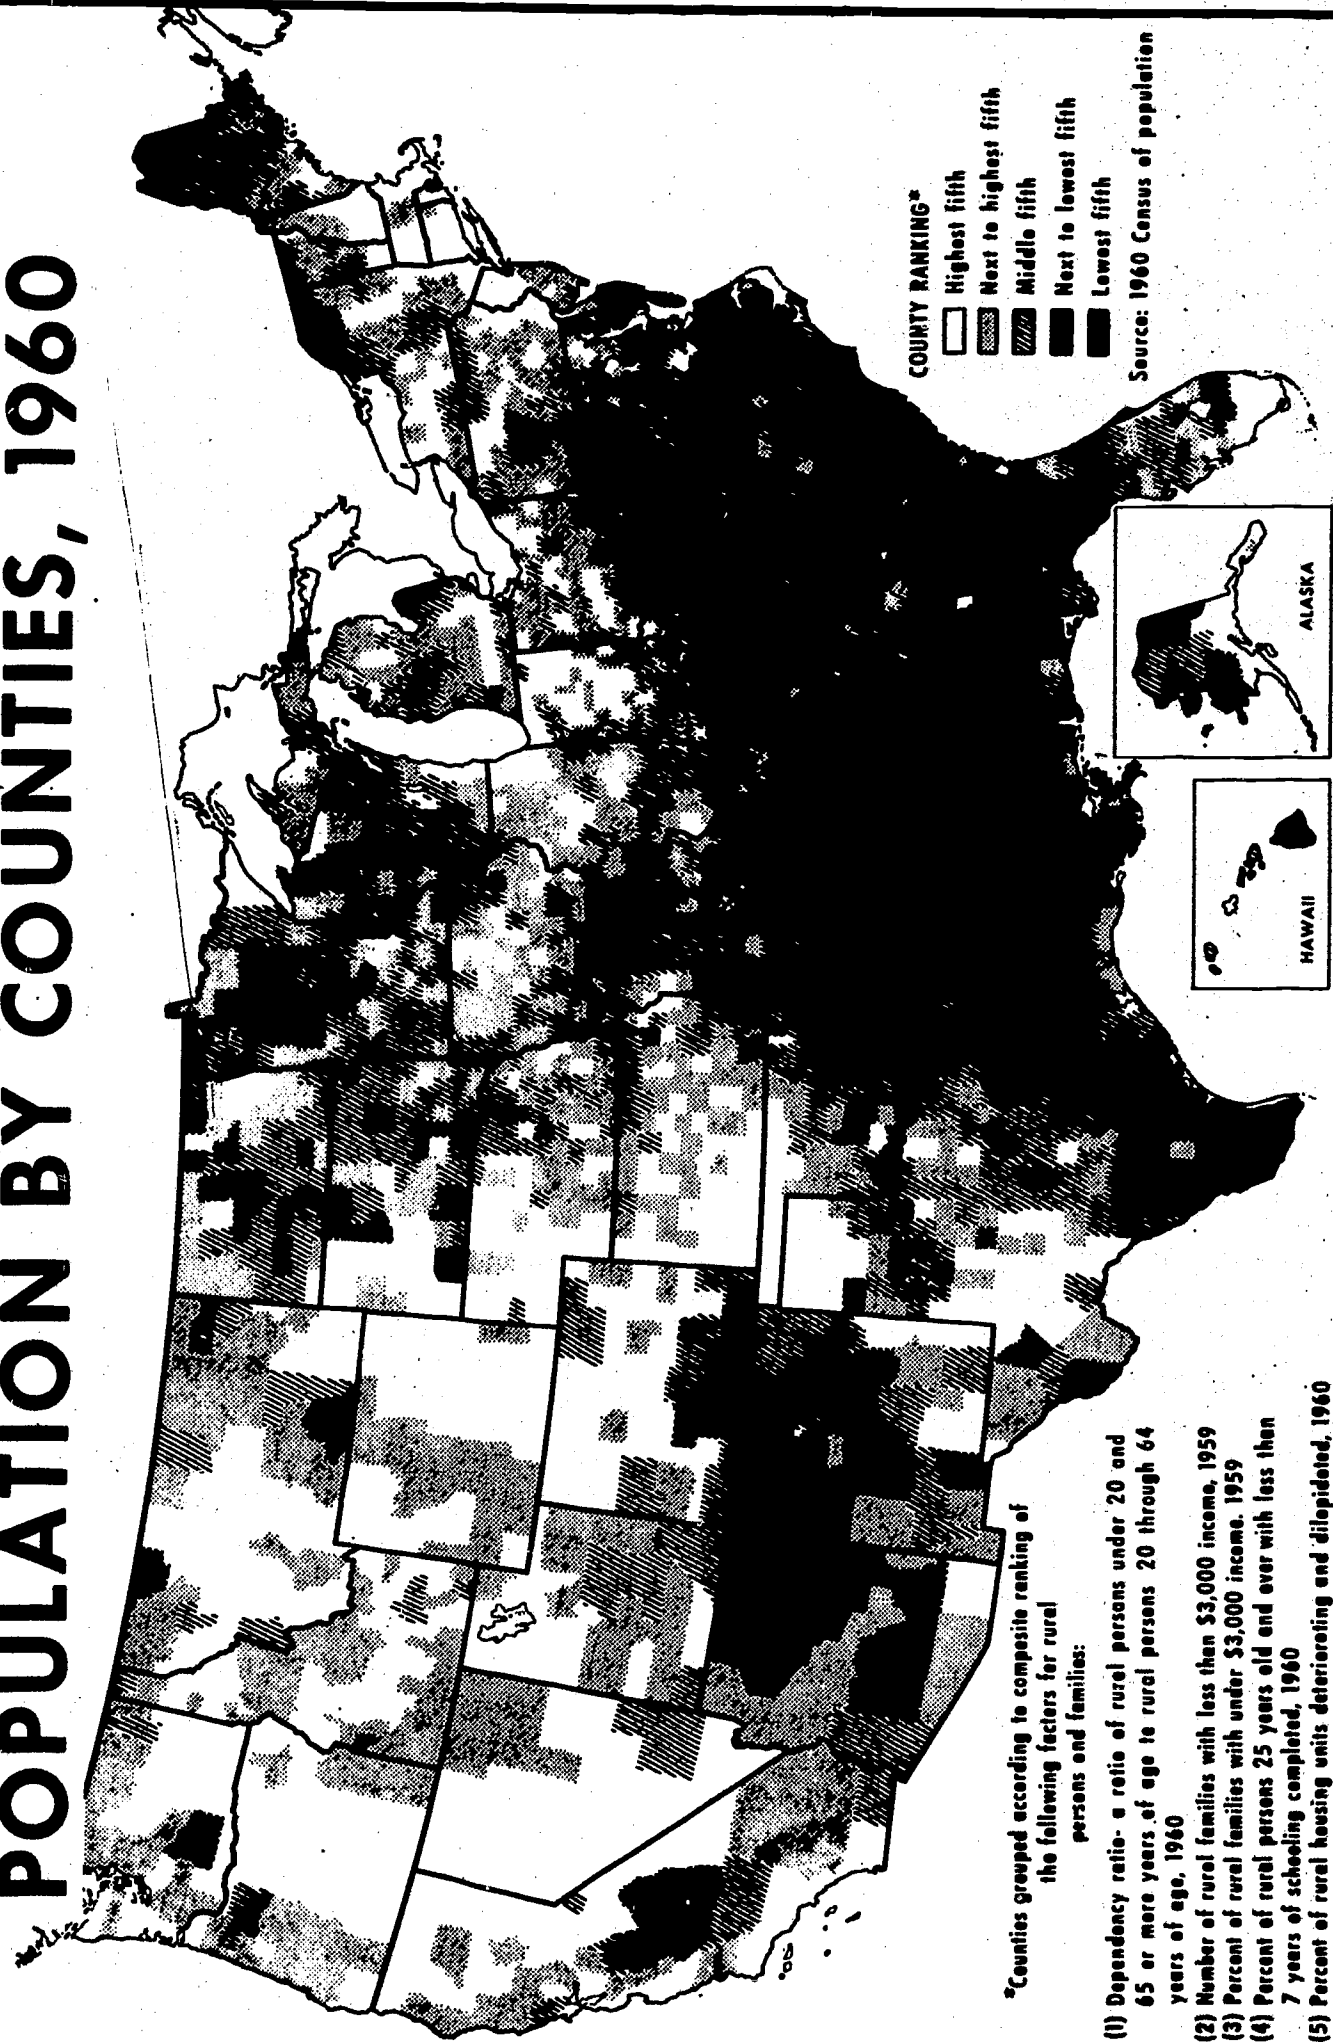 POPULATION BY COUNTIES, 1960
COUNTY RANKING*
Highest fifth
Next to highest fifth
Middle fifth
Next to lowest fifth
Lowest fifth
Source: 1960 Census of population
ALASKA
HAWAII
*Counties grouped according to composite ranking of
the following factors for rural
persons and families:
(1) Dependency ratio- a ratio of rural persons under 20 and
65 or more years of age to rural persons 20 through 64
years of age, 1960
(2) Number of rural families with less than $3,000 income, 1959
(3) Percent of rural families with under $3,000 income. 1959
(4) Percent of rural persons 25 years old and over with less than
7 years of schooling completed, 1960
(5) Percent of rural housing units deteriorating and dilapidated, 1960